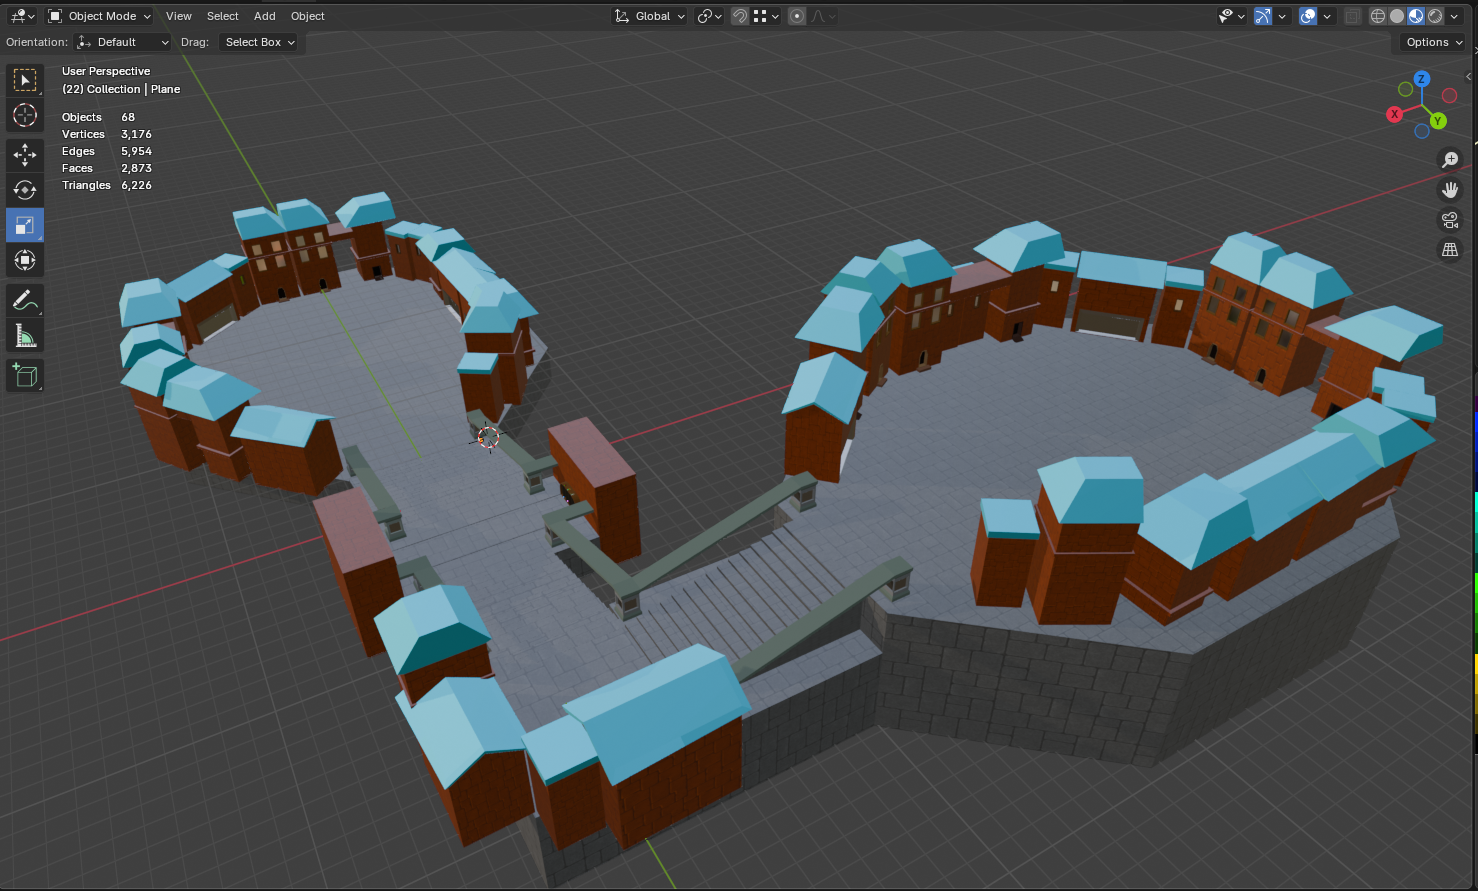 Object Mode View Select Add Object Global
Orientation: Default Drag: Select Box Options
User Perspective
(22) Collection | Plane
Objects 68
Vertices 3,176
Edges 5,954
Faces 2,873
Triangles 6,226
Z
X
Y